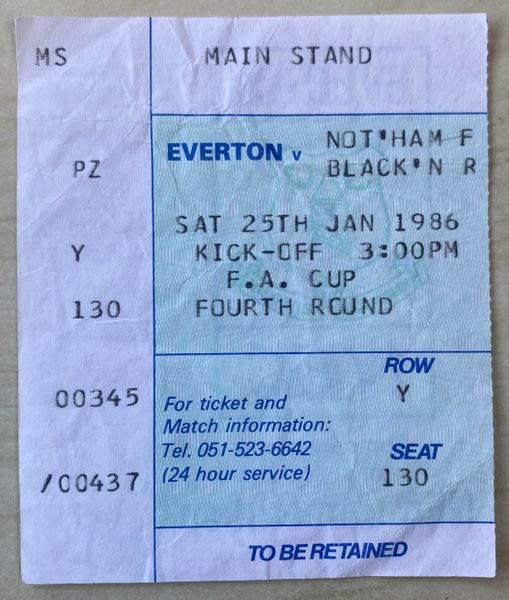 MS MAIN STAND
EVERTON v NOT'HAM F
BLACK'N R
PZ
SAT 25TH JAN 1986
Y KICK-OFF 3:00PM
F.A. CUP
130 FOURTH ROUND
ROW
00345 Y
For ticket and
Match information:
Tel. 051-523-6642 SEAT
(24 hour service) 130
/00437
TO BE RETAINED